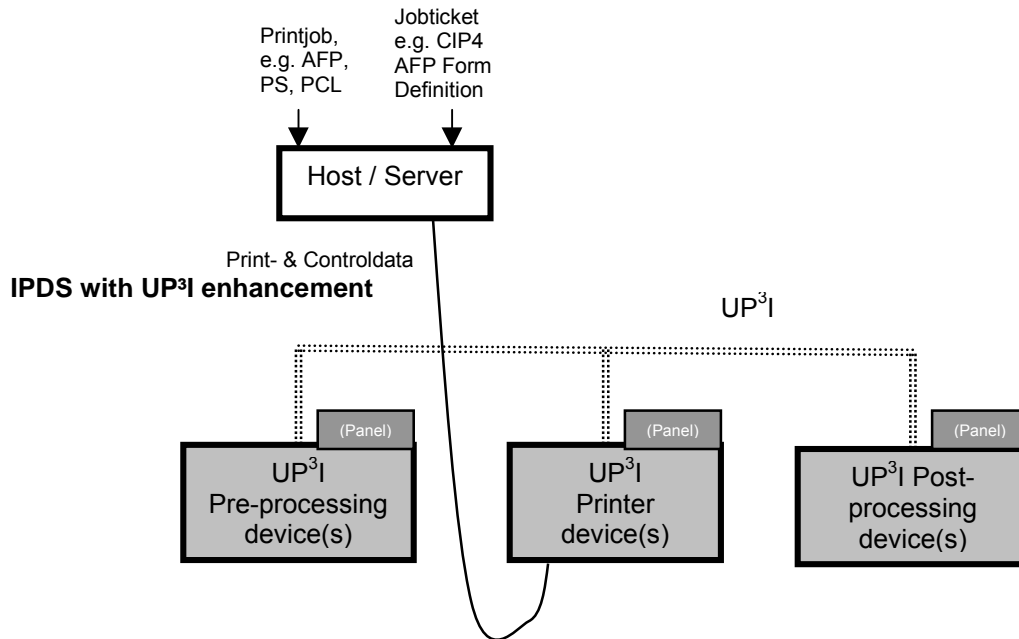 Printjob,
e.g. AFP,
PS, PCL
Jobticket
e.g. CIP4
AFP Form
Definition
Host / Server
Print- & Controldata
IPDS with UP³I enhancement
UP³I
(Panel)
UP³I
Pre-processing
device(s)
(Panel)
UP³I
Printer
device(s)
(Panel)
UP³I Post-
processing
device(s)